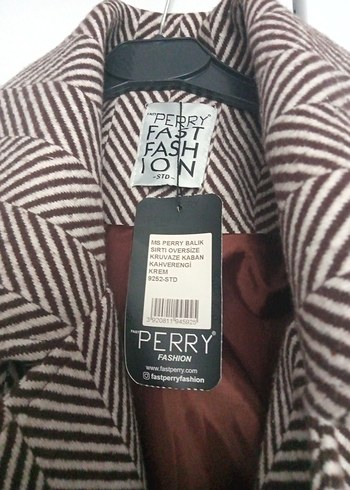 FAST PERRY
FAST
FASH
ION
-STD-
MS PERRY BALIK
SIRTI OVERSIZE
KRUVAZE KABAN
KAHVERENGİ
KREM
9252-STD
FAST PERRY
FASHION
www.fastperry.com
fastperryfashion